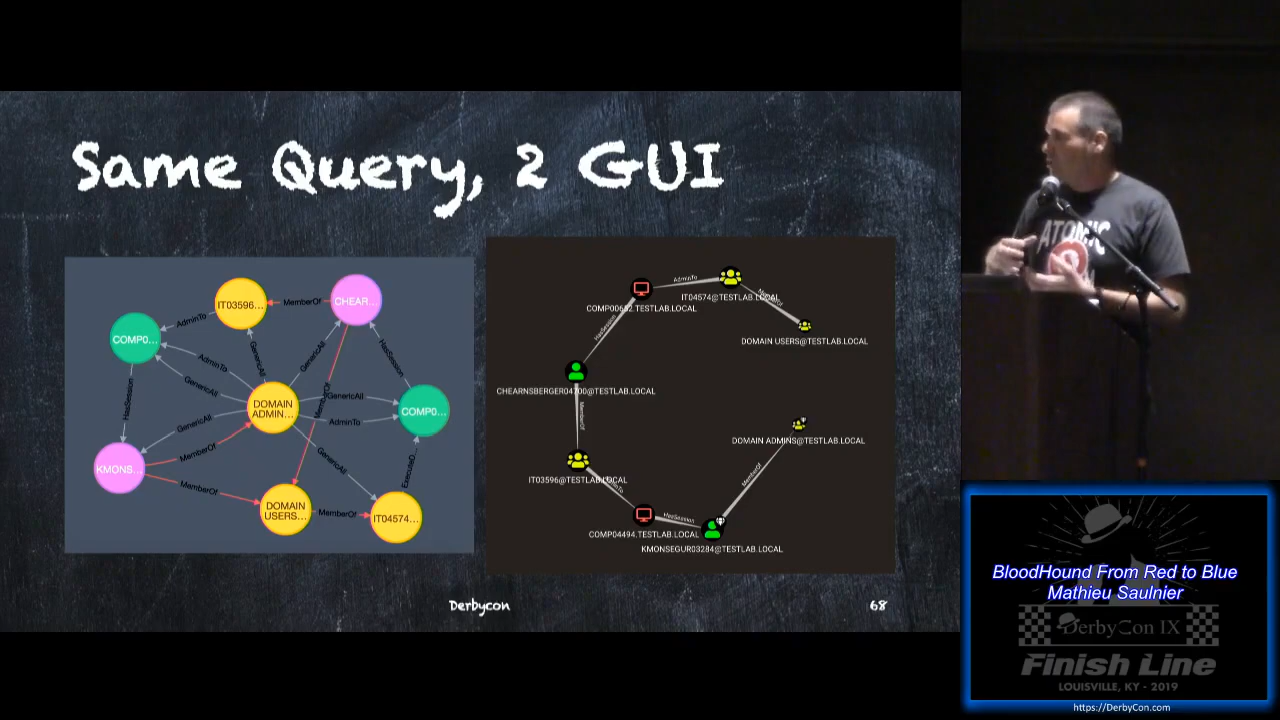 Same Query, 2 GUI
IT03596...
MemberOf
CHEAR...
AdminTo
COMP0...
GenericAll
GenericAll
HasSession
AdminTo
GenericAll
HasSession
DOMAIN
ADMIN...
GenericAll
COMP0...
AdminTo
GenericAll
MemberOf
GenericAll
KMONS...
MemberOf
DOMAIN
USERS...
MemberOf
IT04574...
AdminTo
IT04574@TESTLAB.LOCAL
COMP00682.TESTLAB.LOCAL
MemberOf
DOMAIN USERS@TESTLAB.LOCAL
HasSession
CHEARNSBERGER04700@TESTLAB.LOCAL
MemberOf
DOMAIN ADMINS@TESTLAB.LOCAL
IT03596@TESTLAB.LOCAL
MemberOf
HasSession
COMP04494.TESTLAB.LOCAL
KMONSEGUR03284@TESTLAB.LOCAL
Derbycon
68
ATOMIC
BloodHound From Red to Blue
Mathieu Saulnier
DerbyCon IX
Finish Line
LOUISVILLE, KY - 2019
https://DerbyCon.com